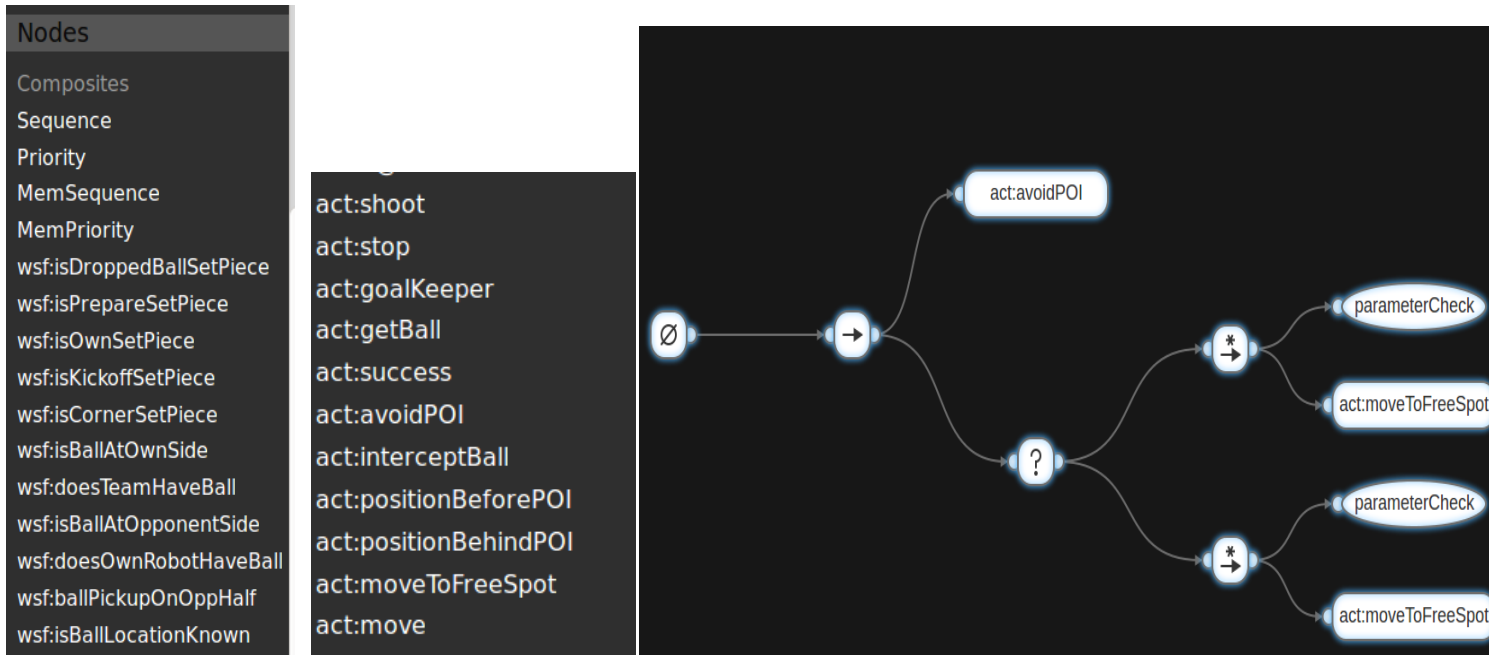 Nodes
Composites
Sequence
Priority
MemSequence
MemPriority
wsf:isDroppedBallSetPiece
wsf:isPrepareSetPiece
wsf:isOwnSetPiece
wsf:isKickoffSetPiece
wsf:isCornerSetPiece
wsf:isBallAtOwnSide
wsf:doesTeamHaveBall
wsf:isBallAtOpponentSide
wsf:doesOwnRobotHaveBall
wsf:ballPickupOnOppHalf
wsf:isBallLocationKnown
act:shoot
act:stop
act:goalKeeper
act:getBall
act:success
act:avoidPOI
act:interceptBall
act:positionBeforePOI
act:positionBehindPOI
act:moveToFreeSpot
act:move
act:avoidPOI
Ø
→
?
*
→
parameterCheck
act:moveToFreeSpot
*
→
parameterCheck
act:moveToFreeSpot